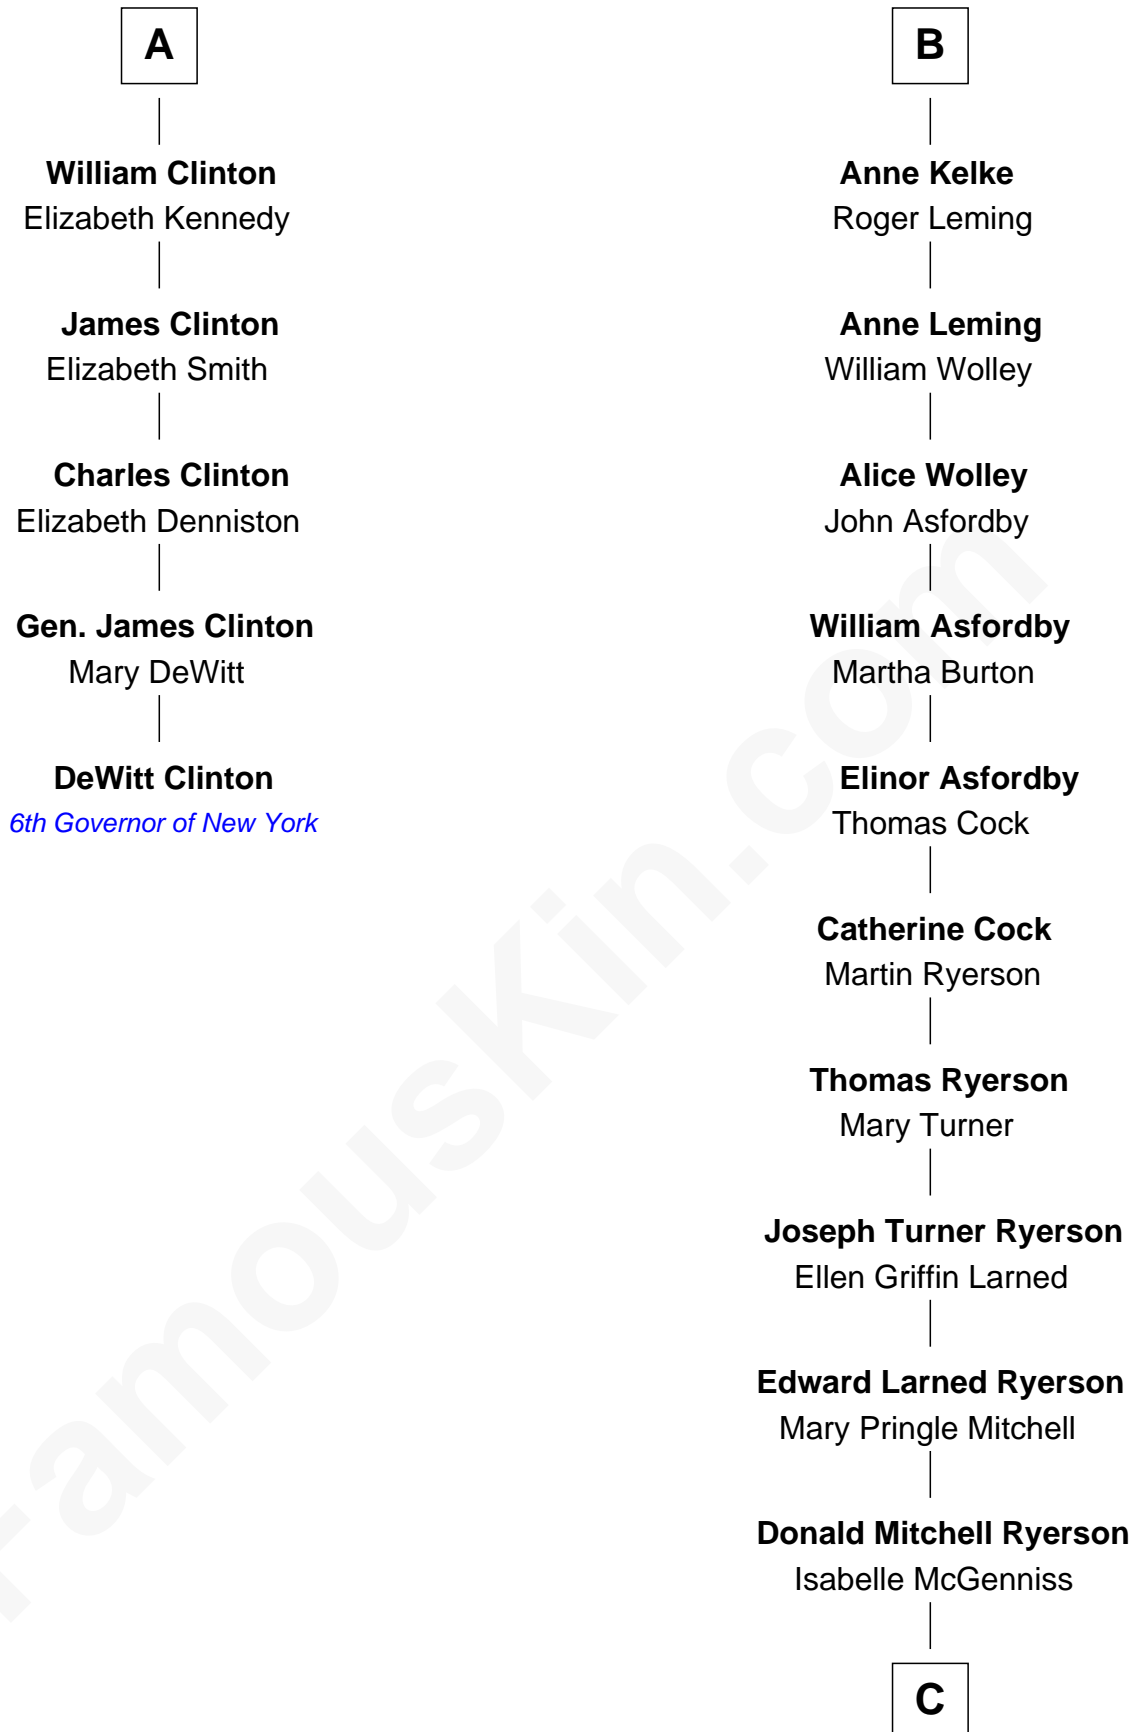 A
William Clinton
Elizabeth Kennedy
James Clinton
Elizabeth Smith
Charles Clinton
Elizabeth Denniston
Gen. James Clinton
Mary DeWitt
DeWitt Clinton
6th Governor of New York
B
Anne Kelke
Roger Leming
Anne Leming
William Wolley
Alice Wolley
John Asfordby
William Asfordby
Martha Burton
Elinor Asfordby
Thomas Cock
Catherine Cock
Martin Ryerson
Thomas Ryerson
Mary Turner
Joseph Turner Ryerson
Ellen Griffin Larned
Edward Larned Ryerson
Mary Pringle Mitchell
Donald Mitchell Ryerson
Isabelle McGenniss
C
FamousKin.com